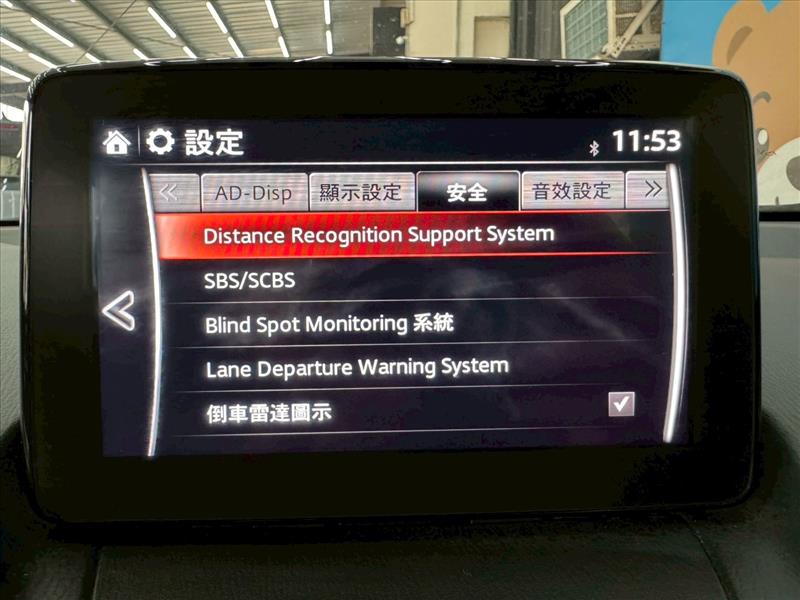 設定 11:53
AD-Disp 顯示設定 安全 音效設定
Distance Recognition Support System
SBS/SCBS
Blind Spot Monitoring 系統
Lane Departure Warning System
倒車雷達圖示